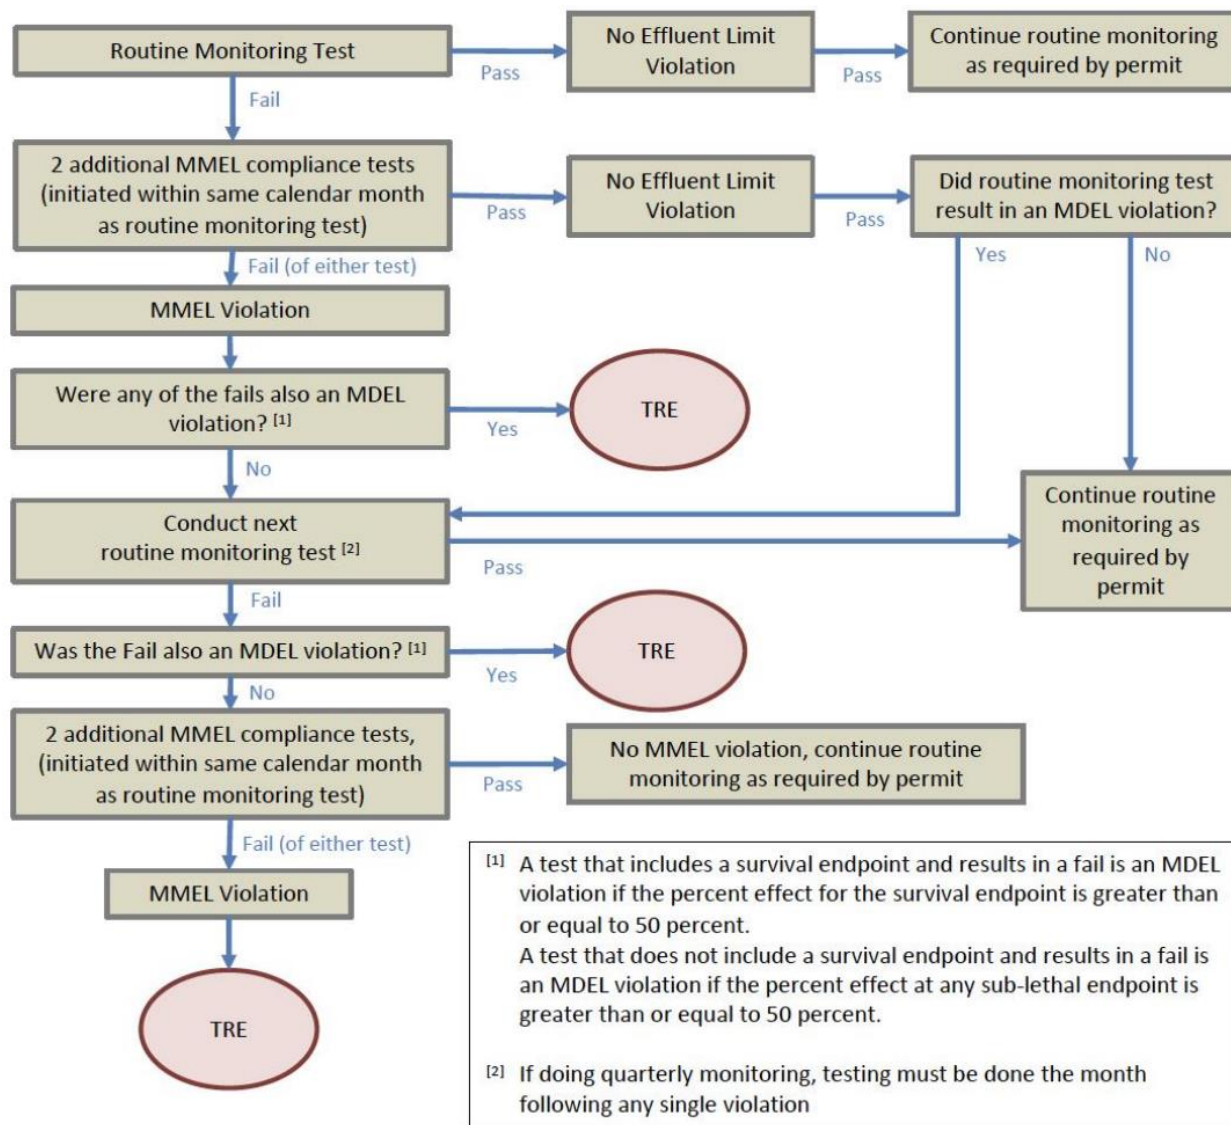 Routine Monitoring Test
Pass
No Effluent Limit
Violation
Pass
Continue routine monitoring
as required by permit
Fail
2 additional MMEL compliance tests
(initiated within same calendar month
as routine monitoring test)
Pass
No Effluent Limit
Violation
Pass
Did routine monitoring test
result in an MDEL violation?
Fail (of either test)
Yes
No
MMEL Violation
Were any of the fails also an MDEL
violation? [1]
Yes
TRE
No
Conduct next
routine monitoring test [2]
Pass
Continue routine
monitoring as
required by
permit
Fail
Was the Fail also an MDEL violation? [1]
Yes
TRE
No
2 additional MMEL compliance tests,
(initiated within same calendar month
as routine monitoring test)
Pass
No MMEL violation, continue routine
monitoring as required by permit
Fail (of either test)
MMEL Violation
TRE
[1] A test that includes a survival endpoint and results in a fail is an MDEL
violation if the percent effect for the survival endpoint is greater than
or equal to 50 percent.
A test that does not include a survival endpoint and results in a fail is
an MDEL violation if the percent effect at any sub-lethal endpoint is
greater than or equal to 50 percent.
[2] If doing quarterly monitoring, testing must be done the month
following any single violation